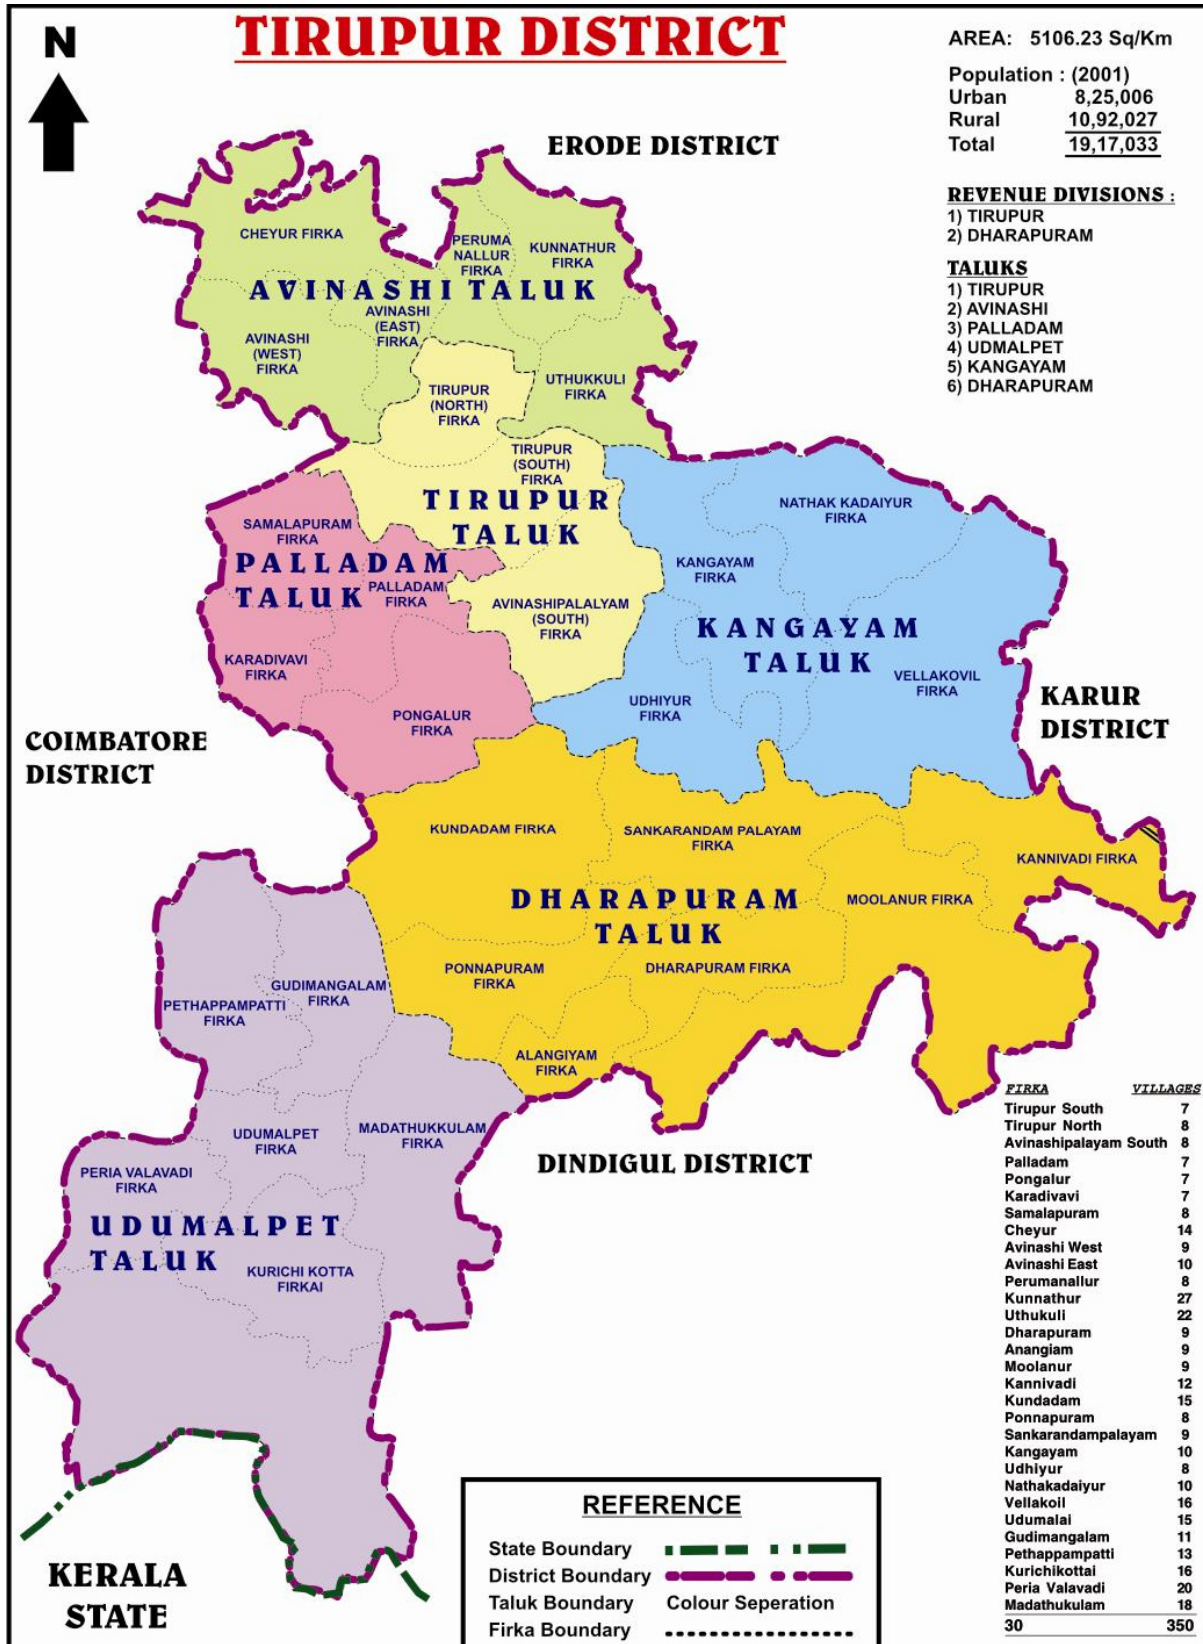 TIRUPUR DISTRICT
N
AREA: 5106.23 Sq/Km
Population : (2001)
Urban 8,25,006
Rural 10,92,027
Total 19,17,033
REVENUE DIVISIONS :
1) TIRUPUR
2) DHARAPURAM
TALUKS
1) TIRUPUR
2) AVINASHI
3) PALLADAM
4) UDMALPET
5) KANGAYAM
6) DHARAPURAM
ERODE DISTRICT
CHEYUR FIRKA
PERUMA
NALLUR
FIRKA
KUNNATHUR
FIRKA
AVINASHI TALUK
AVINASHI
(EAST)
FIRKA
AVINASHI
(WEST)
FIRKA
UTHUKKULI
FIRKA
TIRUPUR
(NORTH)
FIRKA
TIRUPUR
(SOUTH)
FIRKA
TIRUPUR
TALUK
AVINASHIPALALYAM
(SOUTH)
FIRKA
SAMALAPURAM
FIRKA
PALLADAM
TALUK
PALLADAM
FIRKA
KARADIVAVI
FIRKA
PONGALUR
FIRKA
NATHAK KADAIYUR
FIRKA
KANGAYAM
FIRKA
KANGAYAM
TALUK
VELLAKOVIL
FIRKA
UDHIYUR
FIRKA
KARUR
DISTRICT
COIMBATORE
DISTRICT
KUNDADAM FIRKA
SANKARANDAM PALAYAM
FIRKA
KANNIVADI FIRKA
MOOLANUR FIRKA
DHARAPURAM
TALUK
PONNAPURAM
FIRKA
DHARAPURAM FIRKA
ALANGIYAM
FIRKA
GUDIMANGALAM
FIRKA
PETHAPPAMPATTI
FIRKA
UDUMALPET
FIRKA
MADATHUKKULAM
FIRKA
PERIA VALAVADI
FIRKA
UDUMALPET
TALUK
KURICHI KOTTA
FIRKAI
DINDIGUL DISTRICT
KERALA
STATE
FIRKA VILLAGES
Tirupur South 7
Tirupur North 8
Avinashipalayam South 8
Palladam 7
Pongalur 7
Karadivavi 7
Samalapuram 8
Cheyur 14
Avinashi West 9
Avinashi East 10
Perumanallur 8
Kunnathur 27
Uthukuli 22
Dharapuram 9
Anangiam 9
Moolanur 9
Kannivadi 12
Kundadam 15
Ponnapuram 8
Sankarandampalayam 9
Kangayam 10
Udhiyur 8
Nathakadaiyur 10
Vellakoil 16
Udumalai 15
Gudimangalam 11
Pethappampatti 13
Kurichikottai 16
Peria Valavadi 20
Madathukulam 18
30 350
REFERENCE
State Boundary
District Boundary
Taluk Boundary Colour Seperation
Firka Boundary